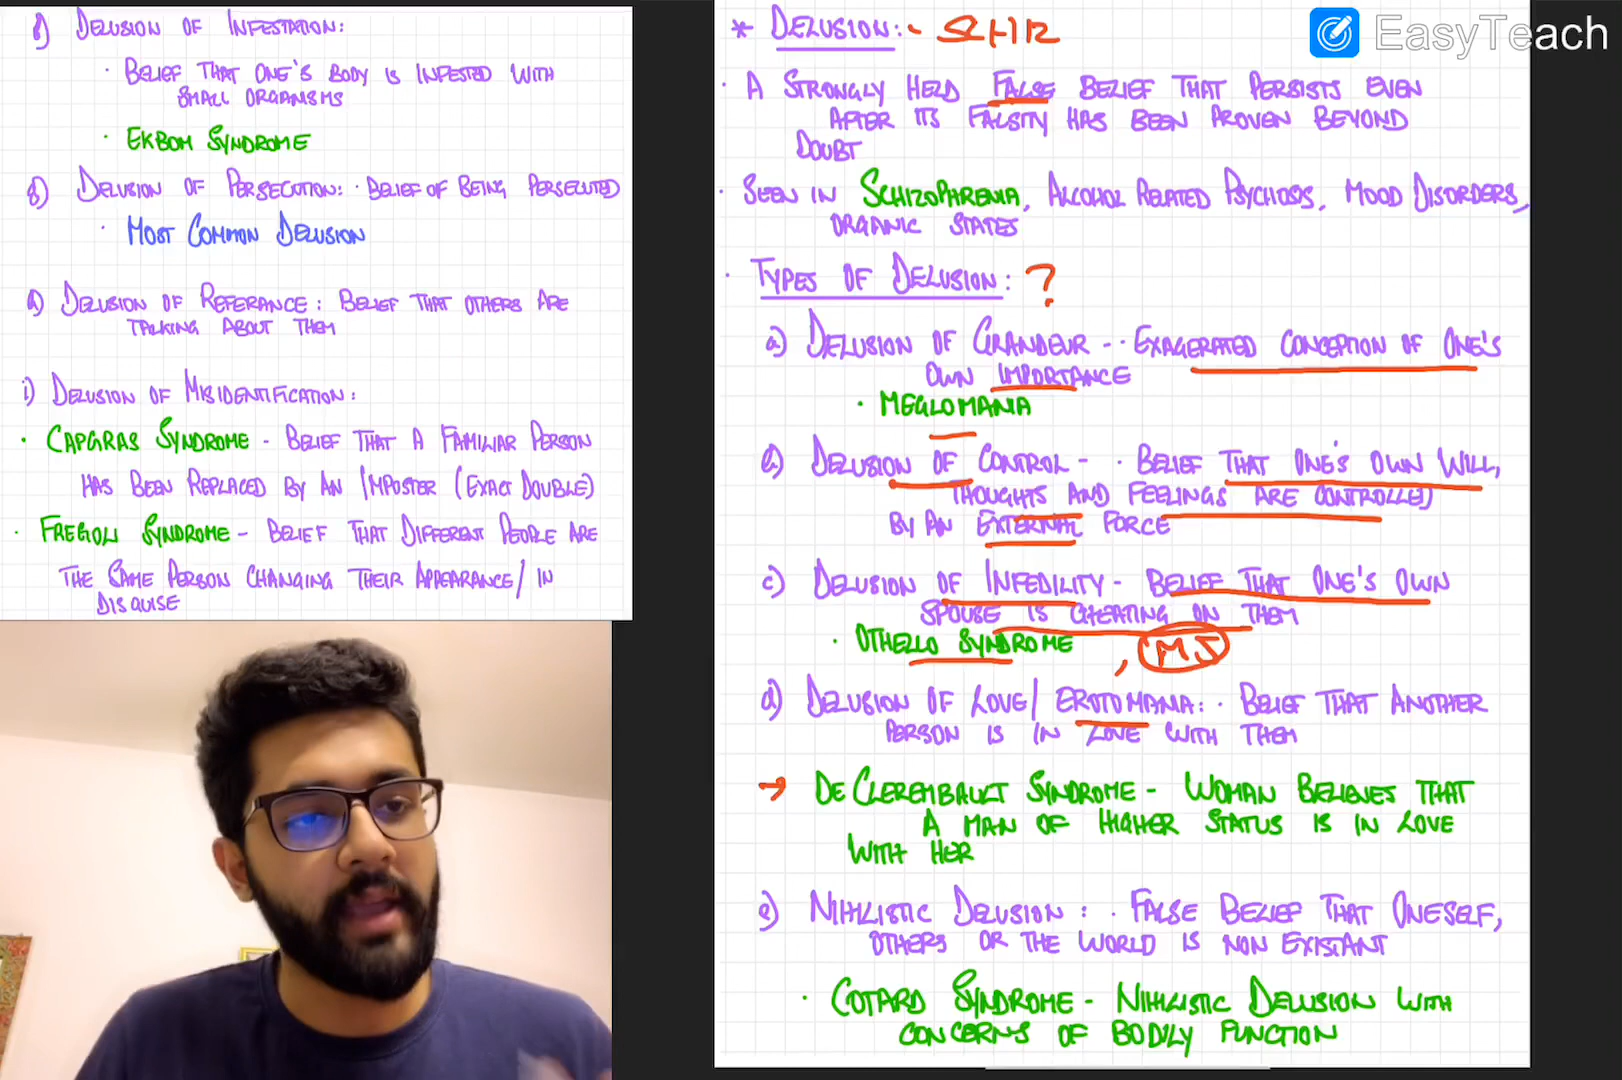 f) DELUSION OF INFESTATION:
· BELIEF THAT ONE'S BODY IS INFESTED WITH
SMALL ORGANISMS
· EKBOM SYNDROME
g) DELUSION OF PERSECUTION: · BELIEF OF BEING PERSECUTED
· MOST COMMON DELUSION
h) DELUSION OF REFERANCE: BELIEF THAT OTHERS ARE
TALKING ABOUT THEM
i) DELUSION OF MISIDENTIFICATION:
· CAPGRAS SYNDROME - BELIEF THAT A FAMILIAR PERSON
HAS BEEN REPLACED BY AN IMPOSTER (EXACT DOUBLE)
· FREGOLI SYNDROME - BELIEF THAT DIFFERENT PEOPLE ARE
THE SAME PERSON CHANGING THEIR APPEARANCE/ IN
DISGUISE
* DELUSION: - SCHIZ
EasyTeach
· A STRONGLY HELD FALSE BELIEF THAT PERSISTS EVEN
AFTER ITS FALSITY HAS BEEN PROVEN BEYOND
DOUBT
· SEEN IN SCHIZOPHRENIA, ALCOHOL RELATED PSYCHOSIS, MOOD DISORDERS,
ORGANIC STATES
· TYPES OF DELUSION: ?
a) DELUSION OF GRANDEUR - · EXAGERATED CONCEPTION OF ONE'S
OWN IMPORTANCE
· MEGLOMANIA
b) DELUSION OF CONTROL - · BELIEF THAT ONE'S OWN WILL,
THOUGHTS AND FEELINGS ARE CONTROLLED
BY AN EXTERNAL FORCE
c) DELUSION OF INFEDILITY - BELIEF THAT ONE'S OWN
SPOUSE IS CHEATING ON THEM
· OTHELLO SYNDROME , MJ
d) DELUSION OF LOVE/ EROTOMANIA: · BELIEF THAT ANOTHER
PERSON IS IN LOVE WITH THEM
→ DE CLEREMBAULT SYNDROME - WOMAN BELIEVES THAT
A MAN OF HIGHER STATUS IS IN LOVE
WITH HER
e) NIHILISTIC DELUSION: · FALSE BELIEF THAT ONESELF,
OTHERS OR THE WORLD IS NON EXISTANT
· COTARD SYNDROME - NIHILISTIC DELUSION WITH
CONCERNS OF BODILY FUNCTION